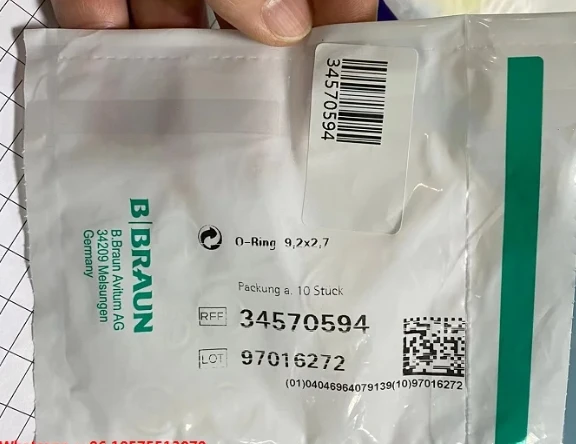 34570594
B|BRAUN
B.Braun Avitum AG
34209 Melsungen
Germany
O-Ring 9,2x2,7
Packung a. 10 Stuck
REF 34570594
LOT 97016272
(01)04046964079139(10)97016272